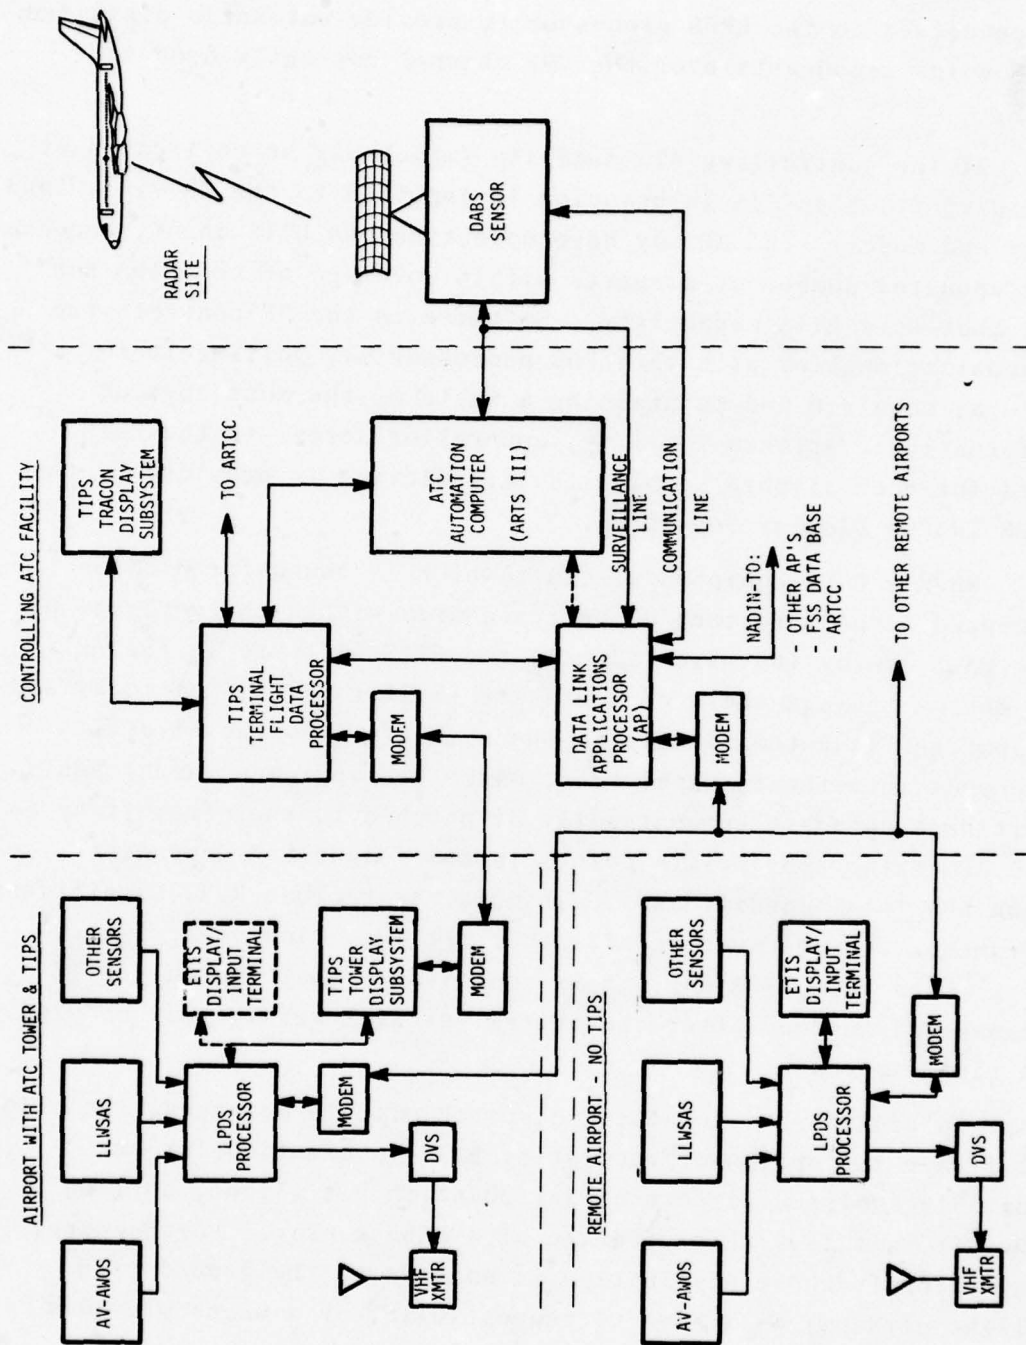 AIRPORT WITH ATC TOWER & TIPS
AV-AWOS
LLWSAS
OTHER
SENSORS
LPDS
PROCESSOR
ETIS
DISPLAY/
INPUT
TERMINAL
MODEM
TIPS
TOWER
DISPLAY
SUBSYSTEM
DVS
VHF
XMTR
MODEM
REMOTE AIRPORT - NO TIPS
AV-AWOS
LLWSAS
OTHER
SENSORS
LPDS
PROCESSOR
ETIS
DISPLAY/
INPUT
TERMINAL
DVS
VHF
XMTR
MODEM
CONTROLLING ATC FACILITY
TIPS
TRACON
DISPLAY
SUBSYSTEM
TIPS
TERMINAL
FLIGHT
DATA
PROCESSOR
TO ARTCC
MODEM
ATC
AUTOMATION
COMPUTER
(ARTS III)
DATA LINK
APPLICATIONS
PROCESSOR
(AP)
SURVEILLANCE
LINE
COMMUNICATION
LINE
MODEM
NADIN-TO:
- OTHER AP'S
- FSS DATA BASE
- ARTCC
TO OTHER REMOTE AIRPORTS
RADAR
SITE
DABS
SENSOR